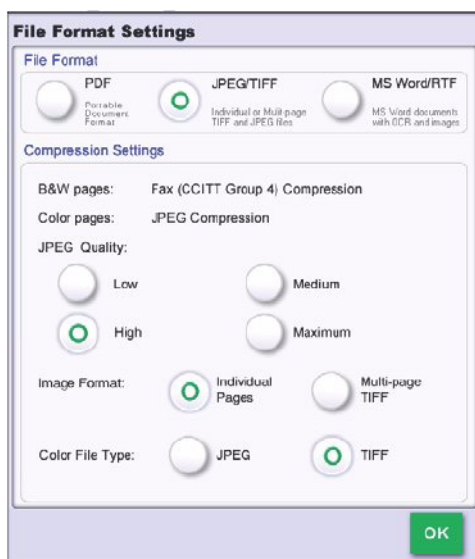 File Format Settings
File Format
PDF
Portable
Document
Format
JPEG/TIFF
Individual or Multi-page
TIFF and JPEG files
MS Word/RTF
MS Word documents
with OCR and images
Compression Settings
B&W pages: Fax (CCITT Group 4) Compression
Color pages: JPEG Compression
JPEG Quality:
Low Medium
High Maximum
Image Format: Individual
Pages
Multi-page
TIFF
Color File Type: JPEG TIFF
OK